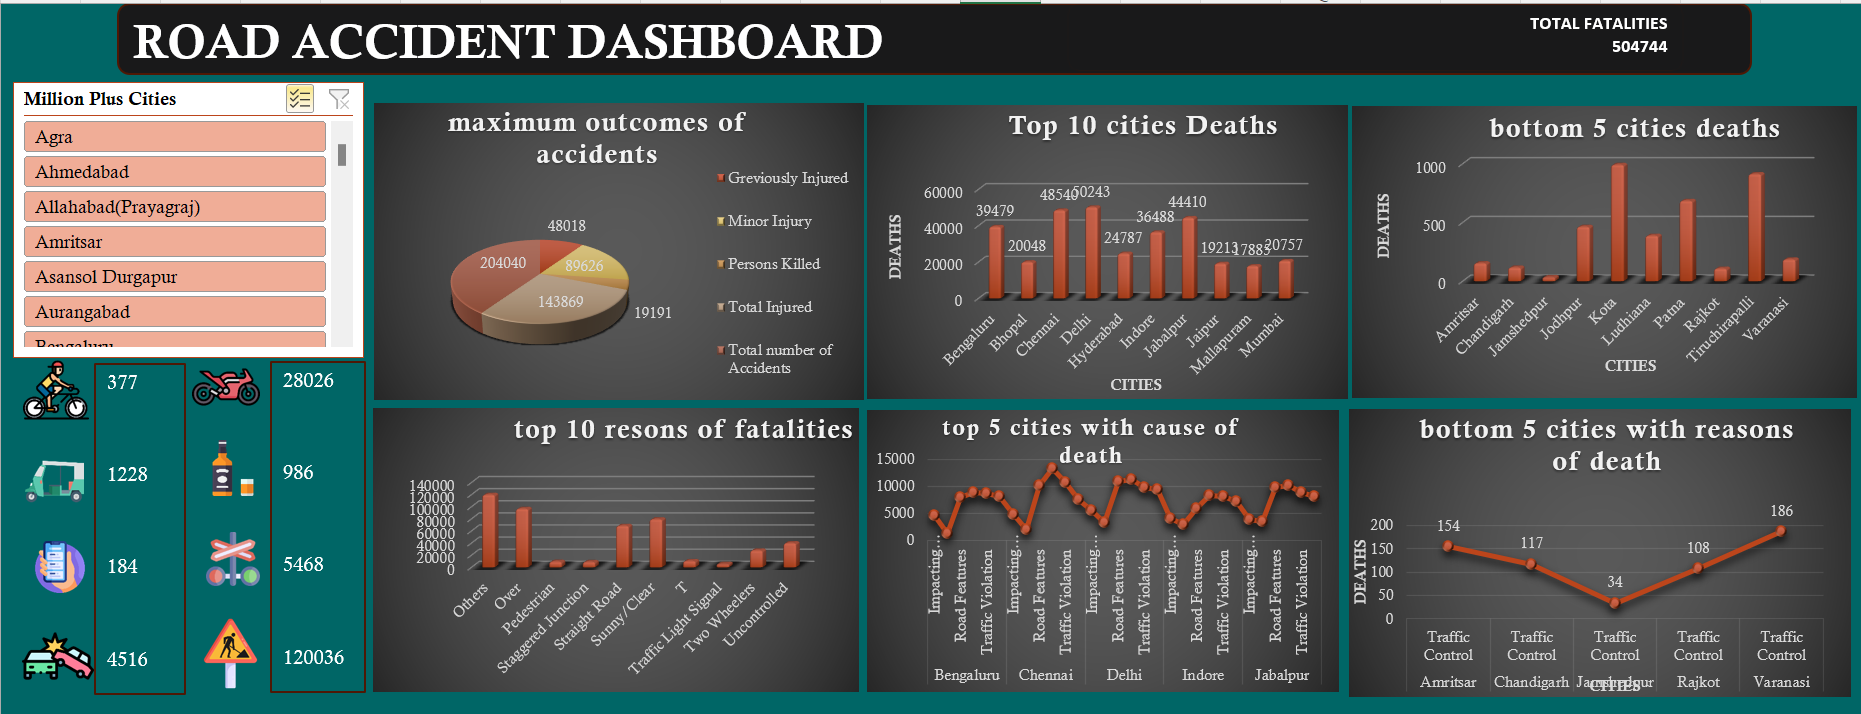 ROAD ACCIDENT DASHBOARD
TOTAL FATALITIES
504744
Million Plus Cities
Agra
Ahmedabad
Allahabad(Prayagraj)
Amritsar
Asansol Durgapur
Aurangabad
Bengaluru
377
28026
1228
986
184
5468
4516
120036
maximum outcomes of
accidents
Greviously Injured
Minor Injury
Persons Killed
Total Injured
Total number of
Accidents
48018
204040
89626
143869
19191
Top 10 cities Deaths
DEATHS
60000
40000
20000
0
39479
20048
48540
50243
24787
36488
44410
19213
17883
20757
Bengaluru
Bhopal
Chennai
Delhi
Hyderabad
Indore
Jabalpur
Jaipur
Mallapuram
Mumbai
CITIES
bottom 5 cities deaths
DEATHS
1000
500
0
Amritsar
Chandigarh
Jamshedpur
Jodhpur
Kota
Ludhiana
Patna
Rajkot
Tiruchirapalli
Varanasi
CITIES
top 10 resons of fatalities
140000
120000
100000
80000
60000
40000
20000
0
Others
Over
Pedestrian
Staggered Junction
Straight Road
Sunny/Clear
T
Traffic Light Signal
Two Wheelers
Uncontrolled
top 5 cities with cause of
death
15000
10000
5000
0
Impacting…
Road Features
Traffic Violation
Impacting…
Road Features
Traffic Violation
Impacting…
Road Features
Traffic Violation
Impacting…
Road Features
Traffic Violation
Impacting…
Road Features
Traffic Violation
Bengaluru
Chennai
Delhi
Indore
Jabalpur
bottom 5 cities with reasons
of death
DEATHS
200
150
100
50
0
154
117
34
108
186
Traffic
Control
Traffic
Control
Traffic
Control
Traffic
Control
Traffic
Control
Amritsar
Chandigarh
Jamshedpur
Rajkot
Varanasi
CITIES